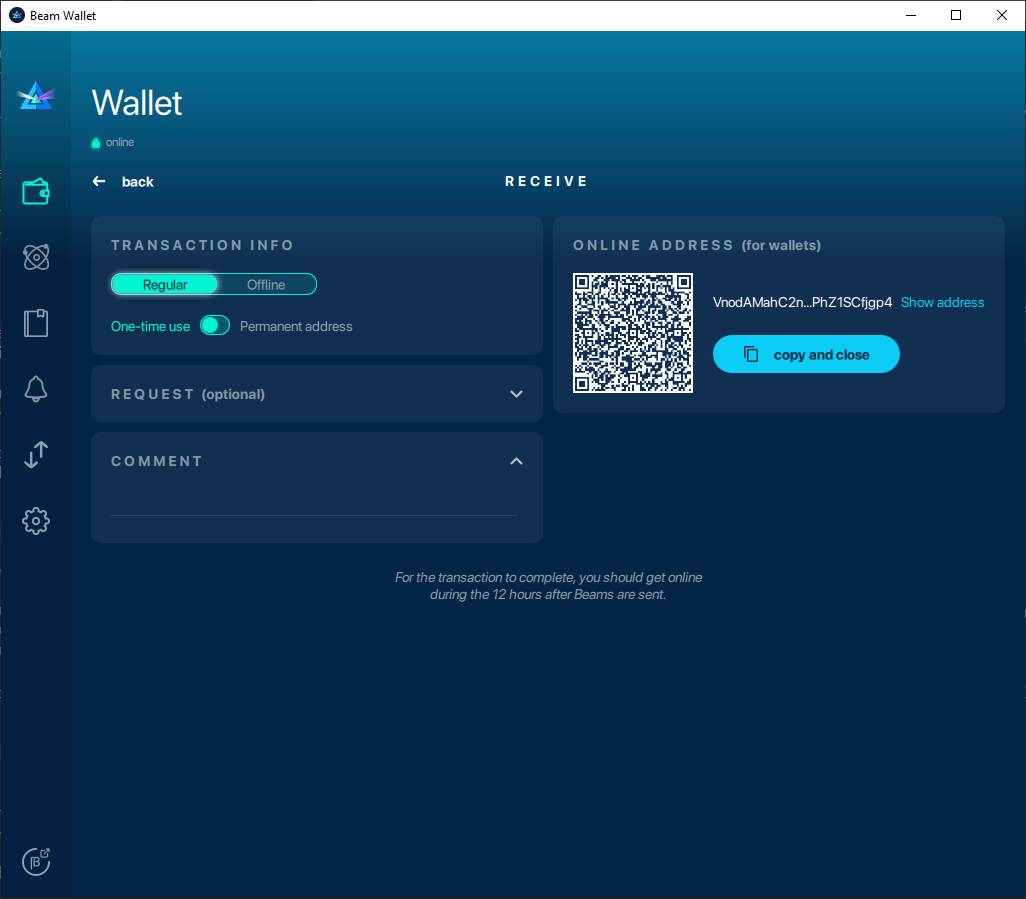 Beam Wallet
Wallet
online
back
RECEIVE
TRANSACTION INFO
Regular Offline
One-time use Permanent address
REQUEST (optional)
COMMENT
ONLINE ADDRESS (for wallets)
VnodAMahC2n...PhZ1SCfjgp4 Show address
copy and close
For the transaction to complete, you should get online
during the 12 hours after Beams are sent.